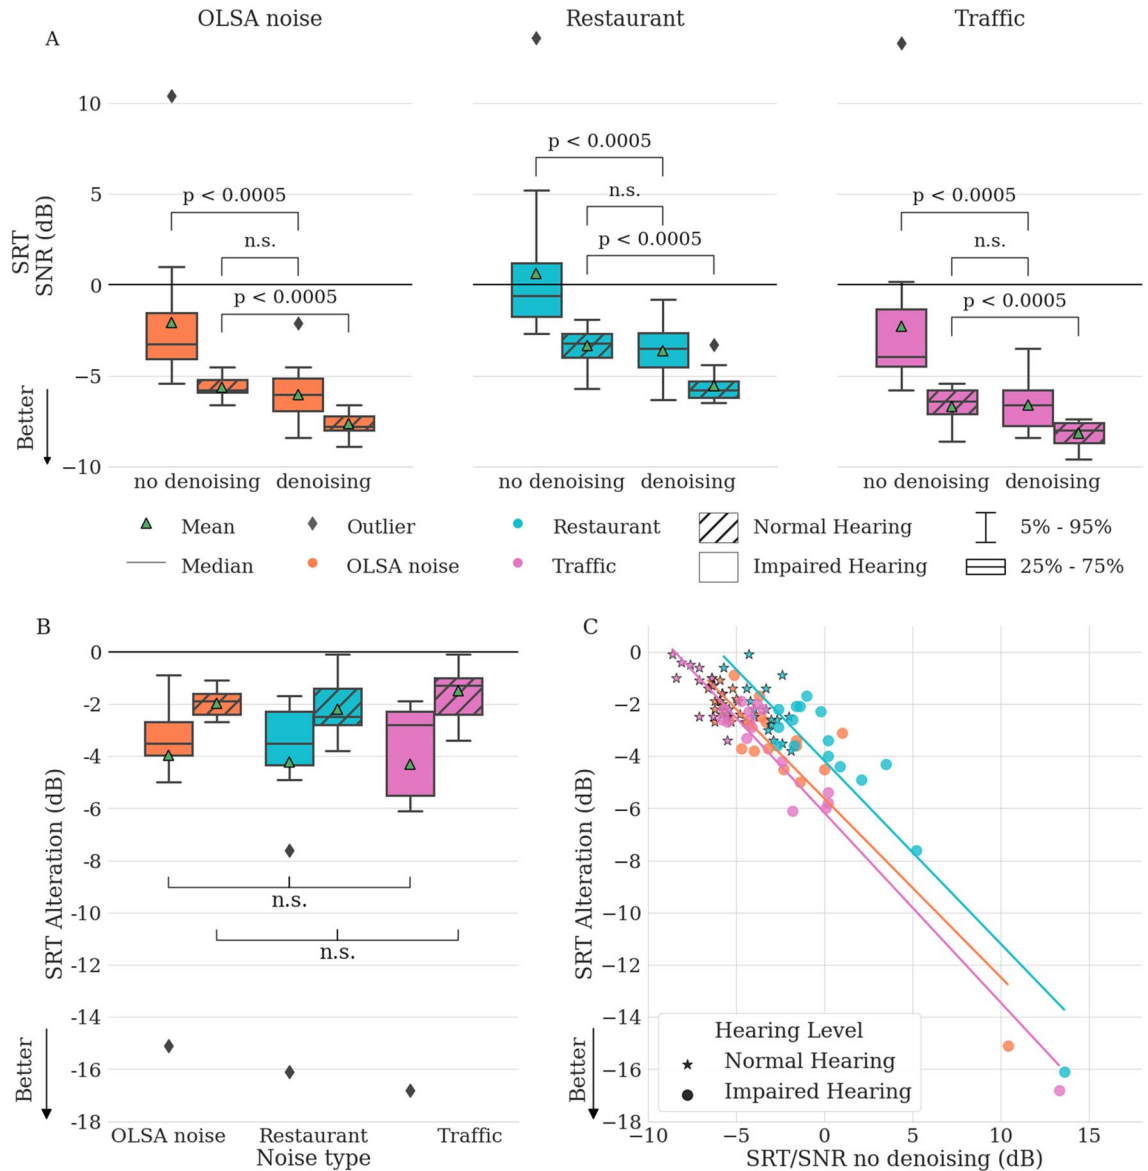 OLSA noise Restaurant Traffic
A
10
5
0
−5
−10
SRT
SNR (dB)
Better
p < 0.0005
n.s.
p < 0.0005
p < 0.0005
n.s.
p < 0.0005
p < 0.0005
n.s.
p < 0.0005
no denoising denoising no denoising denoising no denoising denoising
Mean Outlier Restaurant Normal Hearing 5% - 95%
Median OLSA noise Traffic Impaired Hearing 25% - 75%
B
0
-2
-4
-6
-8
-10
-12
-14
-16
-18
SRT Alteration (dB)
Better
n.s.
n.s.
OLSA noise Restaurant Traffic
Noise type
C
0
−2
−4
−6
−8
−10
−12
−14
−16
−18
SRT Alteration (dB)
Better
Hearing Level
Normal Hearing
Impaired Hearing
−10 −5 0 5 10 15
SRT/SNR no denoising (dB)